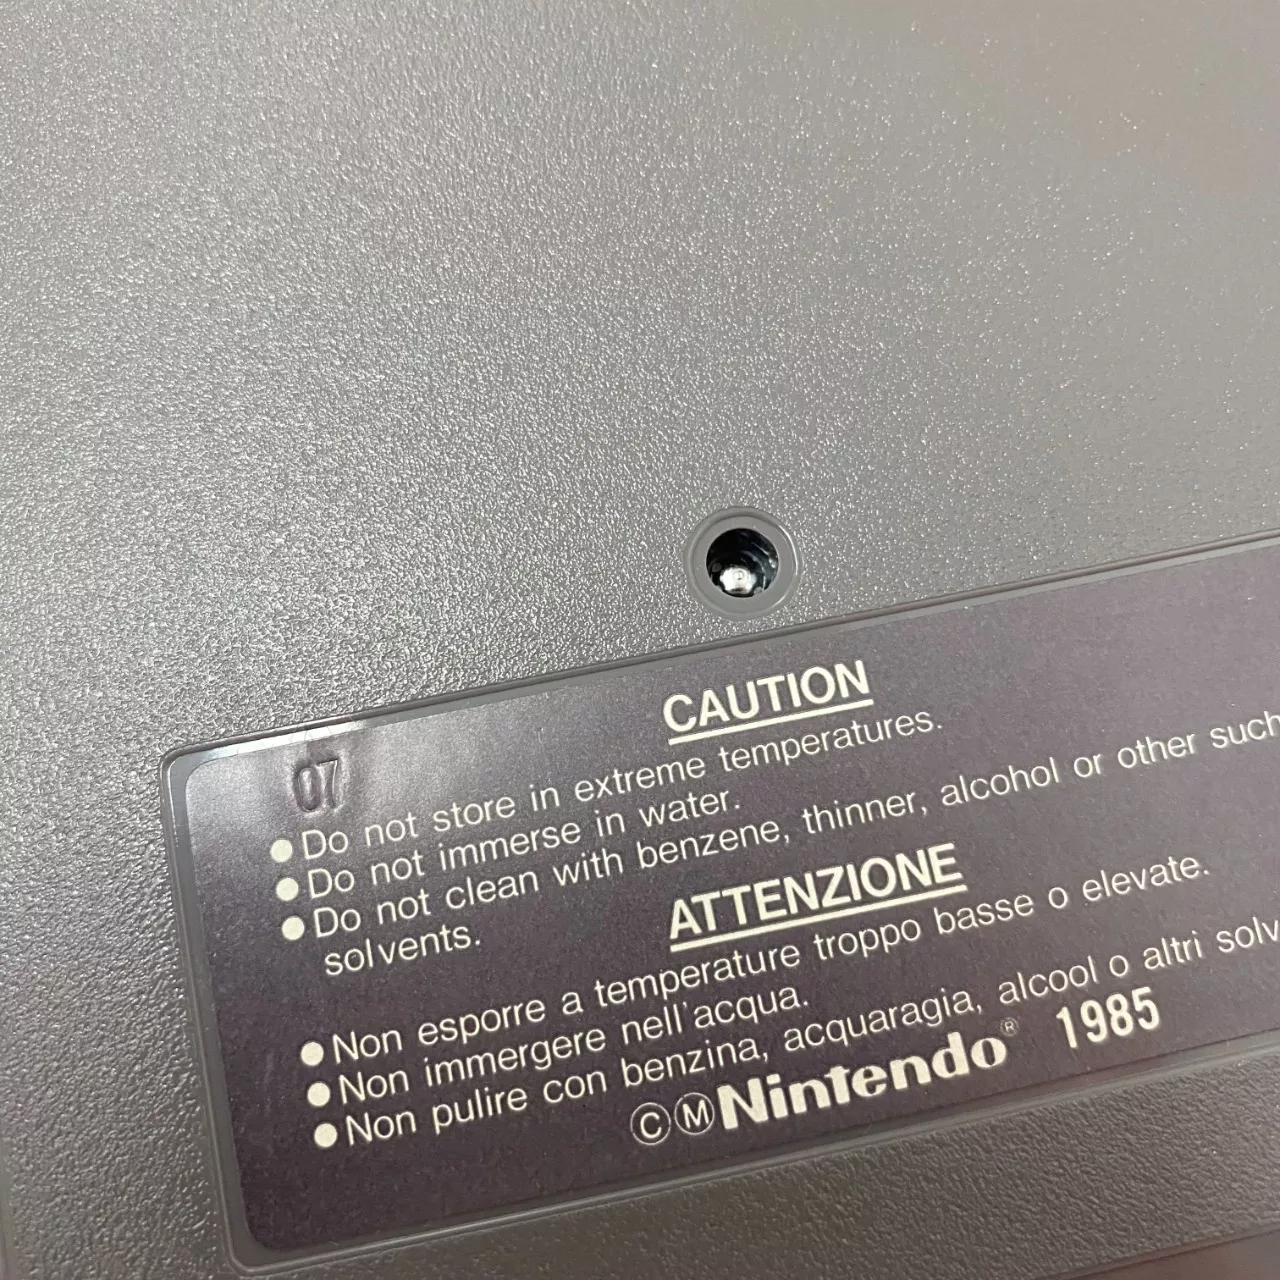 07
CAUTION
●Do not store in extreme temperatures.
●Do not immerse in water.
●Do not clean with benzene, thinner, alcohol or other such
solvents.
ATTENZIONE
●Non esporre a temperature troppo basse o elevate.
●Non immergere nell'acqua.
●Non pulire con benzina, acquaragia, alcool o altri solv
ⒸⓂNintendo® 1985